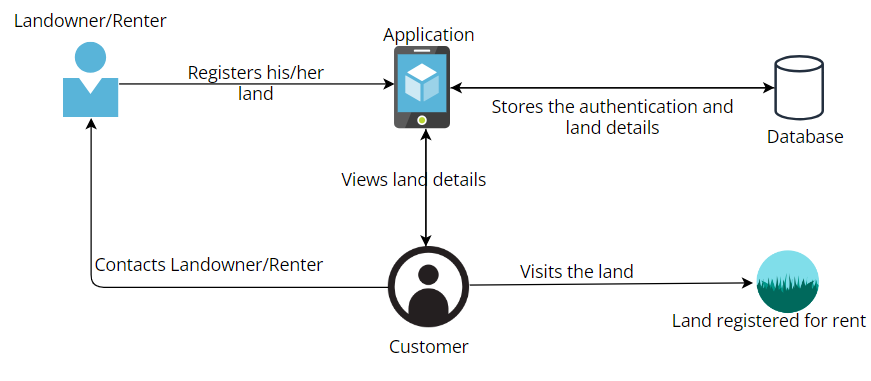 Landowner/Renter
Application
Registers his/her
land
Stores the authentication and
land details
Database
Views land details
Contacts Landowner/Renter
Visits the land
Land registered for rent
Customer